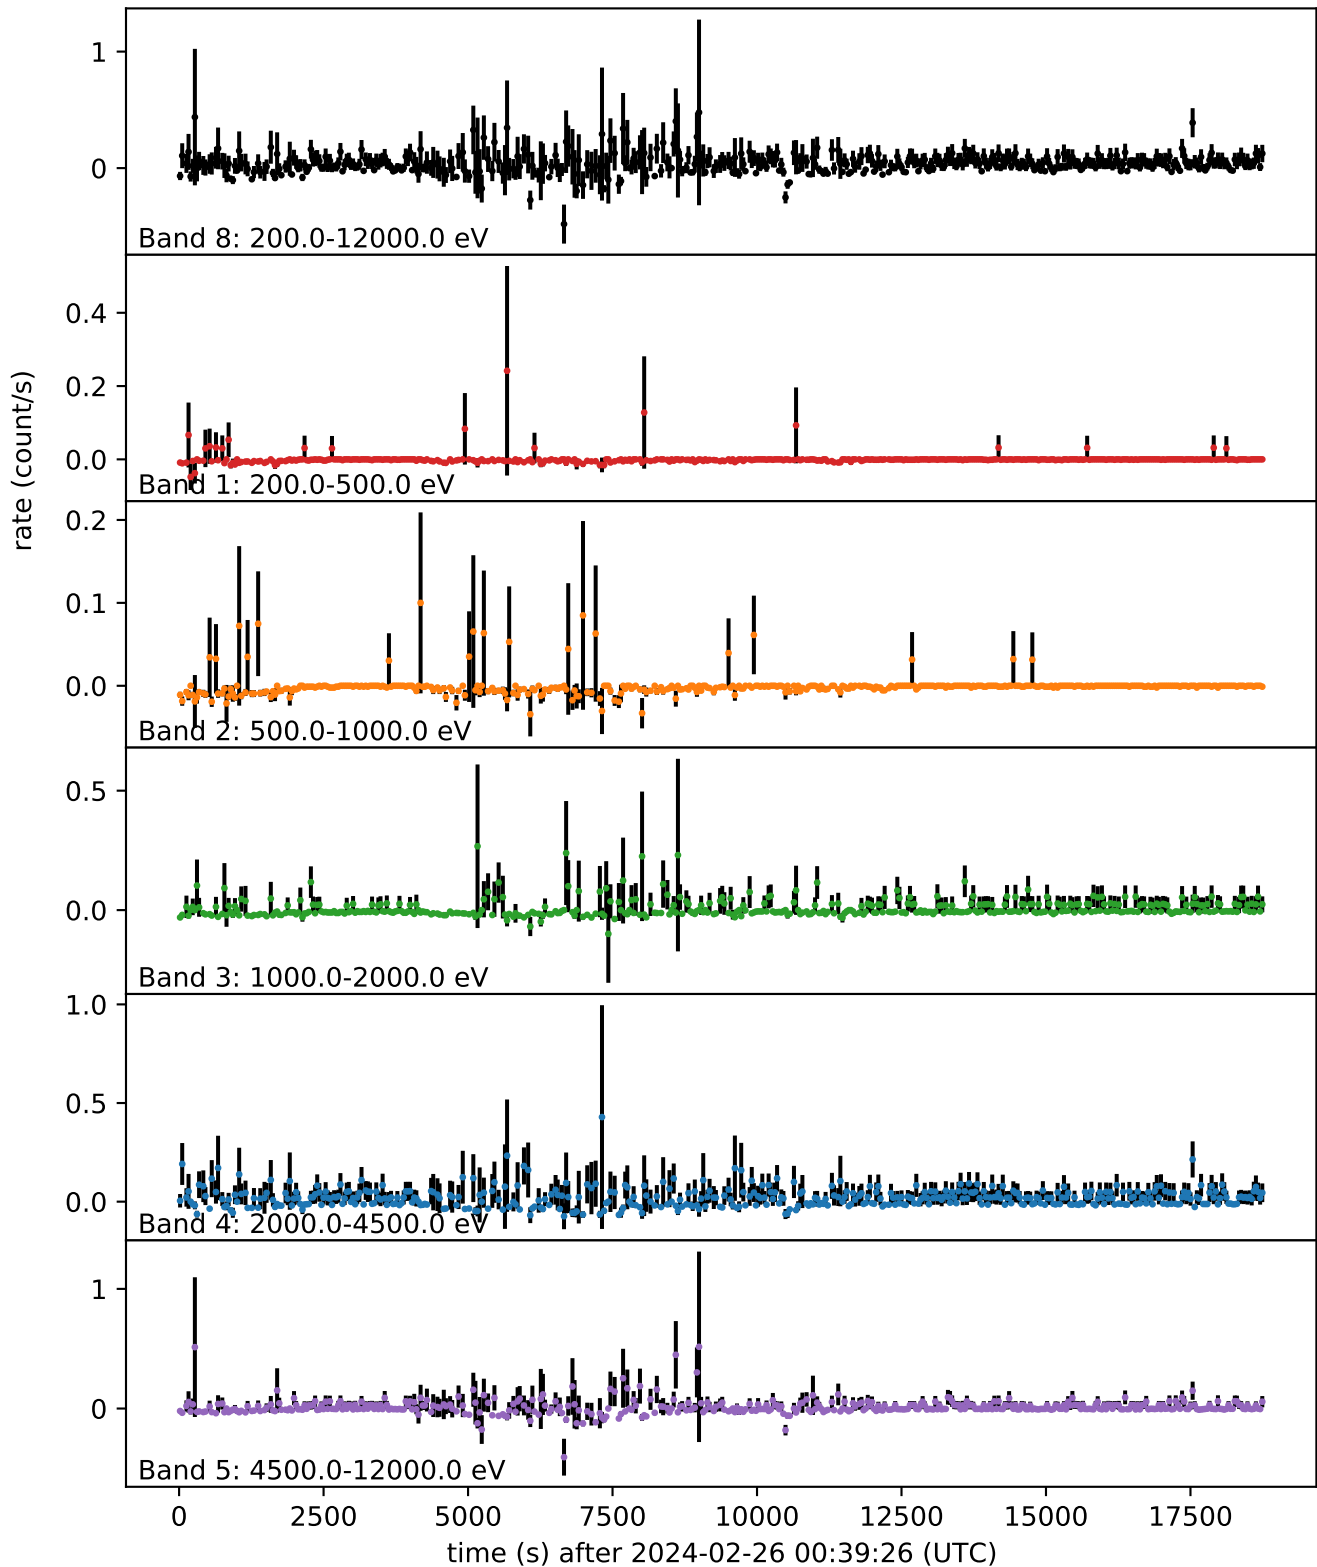 1
0
Band 8: 200.0-12000.0 eV
0.4
0.2
0.0
Band 1: 200.0-500.0 eV
rate (count/s)
0.2
0.1
0.0
Band 2: 500.0-1000.0 eV
0.5
0.0
Band 3: 1000.0-2000.0 eV
1.0
0.5
0.0
Band 4: 2000.0-4500.0 eV
1
0
Band 5: 4500.0-12000.0 eV
0 2500 5000 7500 10000 12500 15000 17500
time (s) after 2024-02-26 00:39:26 (UTC)